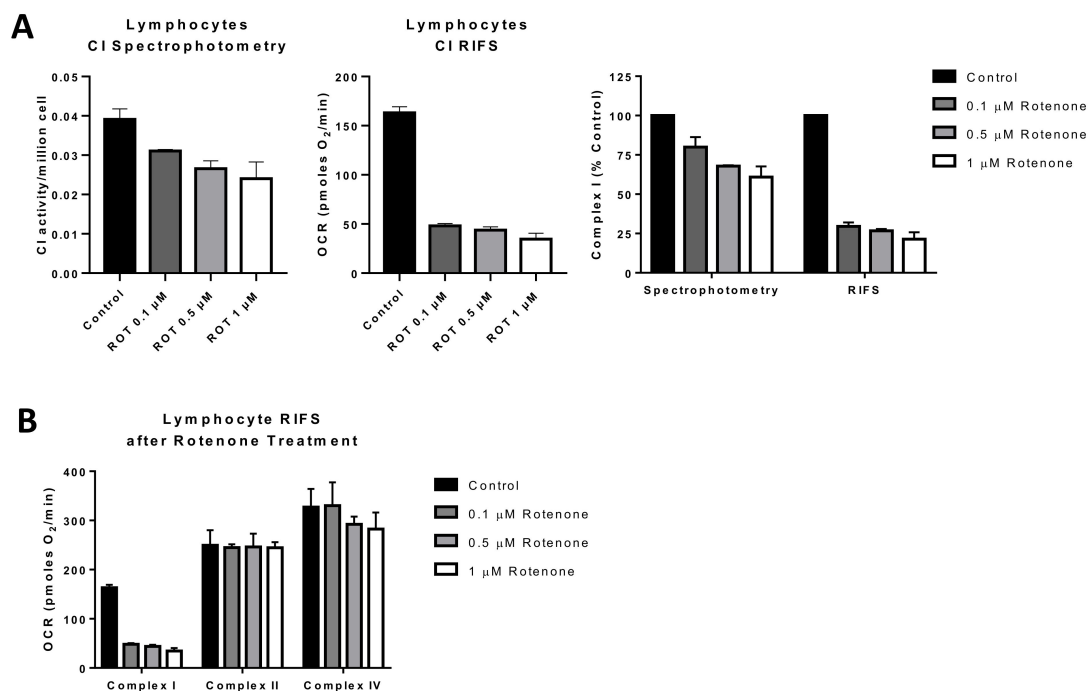 A
Lymphocytes
CI Spectrophotometry
CI activity/million cell
0.05
0.04
0.03
0.02
0.01
0.00
Control
ROT 0.1 µM
ROT 0.5 µM
ROT 1 µM
Lymphocytes
CI RIFS
OCR (pmoles O2/min)
200
150
100
50
0
Control
ROT 0.1 µM
ROT 0.5 µM
ROT 1 µM
Complex I (% Control)
125
100
75
50
25
0
Spectrophotometry
RIFS
Control
0.1 µM Rotenone
0.5 µM Rotenone
1 µM Rotenone
B
Lymphocyte RIFS
after Rotenone Treatment
OCR (pmoles O2/min)
400
300
200
100
0
Complex I
Complex II
Complex IV
Control
0.1 µM Rotenone
0.5 µM Rotenone
1 µM Rotenone